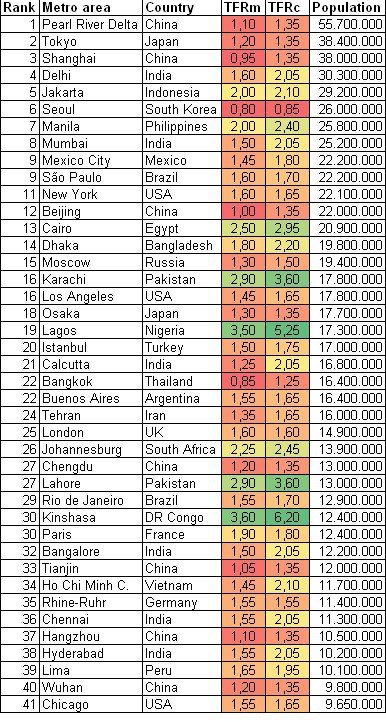 Rank Metro area Country TFRm TFRc Population
1 Pearl River Delta China 1,10 1,35 55.700.000
2 Tokyo Japan 1,20 1,35 38.400.000
3 Shanghai China 0,95 1,35 38.000.000
4 Delhi India 1,60 2,05 30.300.000
5 Jakarta Indonesia 2,00 2,10 29.200.000
6 Seoul South Korea 0,80 0,85 26.000.000
7 Manila Philippines 2,00 2,40 25.800.000
8 Mumbai India 1,50 2,05 25.200.000
9 Mexico City Mexico 1,45 1,80 22.200.000
9 São Paulo Brazil 1,60 1,70 22.200.000
11 New York USA 1,60 1,65 22.100.000
12 Beijing China 1,00 1,35 22.000.000
13 Cairo Egypt 2,50 2,95 20.900.000
14 Dhaka Bangladesh 1,80 2,20 19.800.000
15 Moscow Russia 1,30 1,50 19.400.000
16 Karachi Pakistan 2,90 3,60 17.800.000
16 Los Angeles USA 1,45 1,65 17.800.000
18 Osaka Japan 1,30 1,35 17.700.000
19 Lagos Nigeria 3,50 5,25 17.300.000
20 Istanbul Turkey 1,50 1,75 17.000.000
21 Calcutta India 1,25 2,05 16.800.000
22 Bangkok Thailand 0,85 1,25 16.400.000
22 Buenos Aires Argentina 1,55 1,65 16.400.000
24 Tehran Iran 1,35 1,65 16.000.000
25 London UK 1,60 1,60 14.900.000
26 Johannesburg South Africa 2,25 2,45 13.900.000
27 Chengdu China 1,20 1,35 13.000.000
27 Lahore Pakistan 2,90 3,60 13.000.000
29 Rio de Janeiro Brazil 1,55 1,70 12.900.000
30 Kinshasa DR Congo 3,60 6,20 12.400.000
30 Paris France 1,90 1,80 12.400.000
32 Bangalore India 1,50 2,05 12.200.000
33 Tianjin China 1,05 1,35 12.000.000
34 Ho Chi Minh C. Vietnam 1,45 2,10 11.700.000
35 Rhine-Ruhr Germany 1,55 1,55 11.400.000
36 Chennai India 1,55 2,05 11.300.000
37 Hangzhou China 1,10 1,35 10.500.000
38 Hyderabad India 1,55 2,05 10.200.000
39 Lima Peru 1,65 1,95 10.100.000
40 Wuhan China 1,20 1,35 9.800.000
41 Chicago USA 1,55 1,65 9.650.000